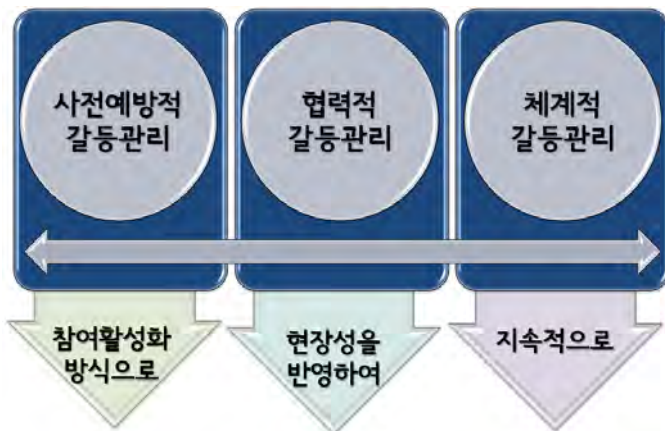 사전예방적
갈등관리
협력적
갈등관리
체계적
갈등관리
참여활성화
방식으로
현장성을
반영하여
지속적으로